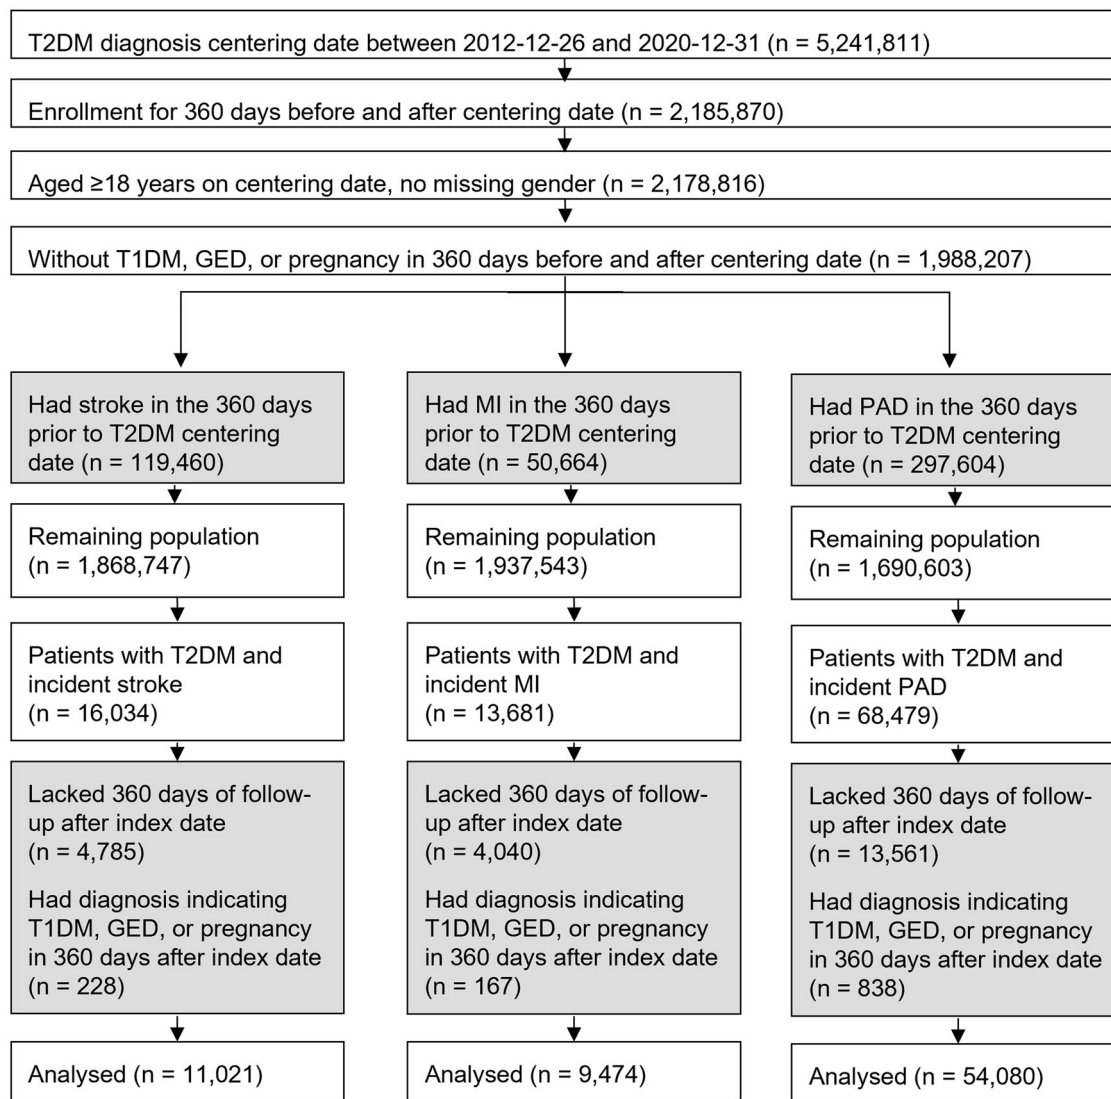 T2DM diagnosis centering date between 2012-12-26 and 2020-12-31 (n = 5,241,811)
Enrollment for 360 days before and after centering date (n = 2,185,870)
Aged ≥18 years on centering date, no missing gender (n = 2,178,816)
Without T1DM, GED, or pregnancy in 360 days before and after centering date (n = 1,988,207)
Had stroke in the 360 days
prior to T2DM centering
date (n = 119,460)
Remaining population
(n = 1,868,747)
Patients with T2DM and
incident stroke
(n = 16,034)
Lacked 360 days of follow-
up after index date
(n = 4,785)
Had diagnosis indicating
T1DM, GED, or pregnancy
in 360 days after index date
(n = 228)
Analysed (n = 11,021)
Had MI in the 360 days
prior to T2DM centering
date (n = 50,664)
Remaining population
(n = 1,937,543)
Patients with T2DM and
incident MI
(n = 13,681)
Lacked 360 days of follow-
up after index date
(n = 4,040)
Had diagnosis indicating
T1DM, GED, or pregnancy
in 360 days after index date
(n = 167)
Analysed (n = 9,474)
Had PAD in the 360 days
prior to T2DM centering
date (n = 297,604)
Remaining population
(n = 1,690,603)
Patients with T2DM and
incident PAD
(n = 68,479)
Lacked 360 days of follow-
up after index date
(n = 13,561)
Had diagnosis indicating
T1DM, GED, or pregnancy
in 360 days after index date
(n = 838)
Analysed (n = 54,080)